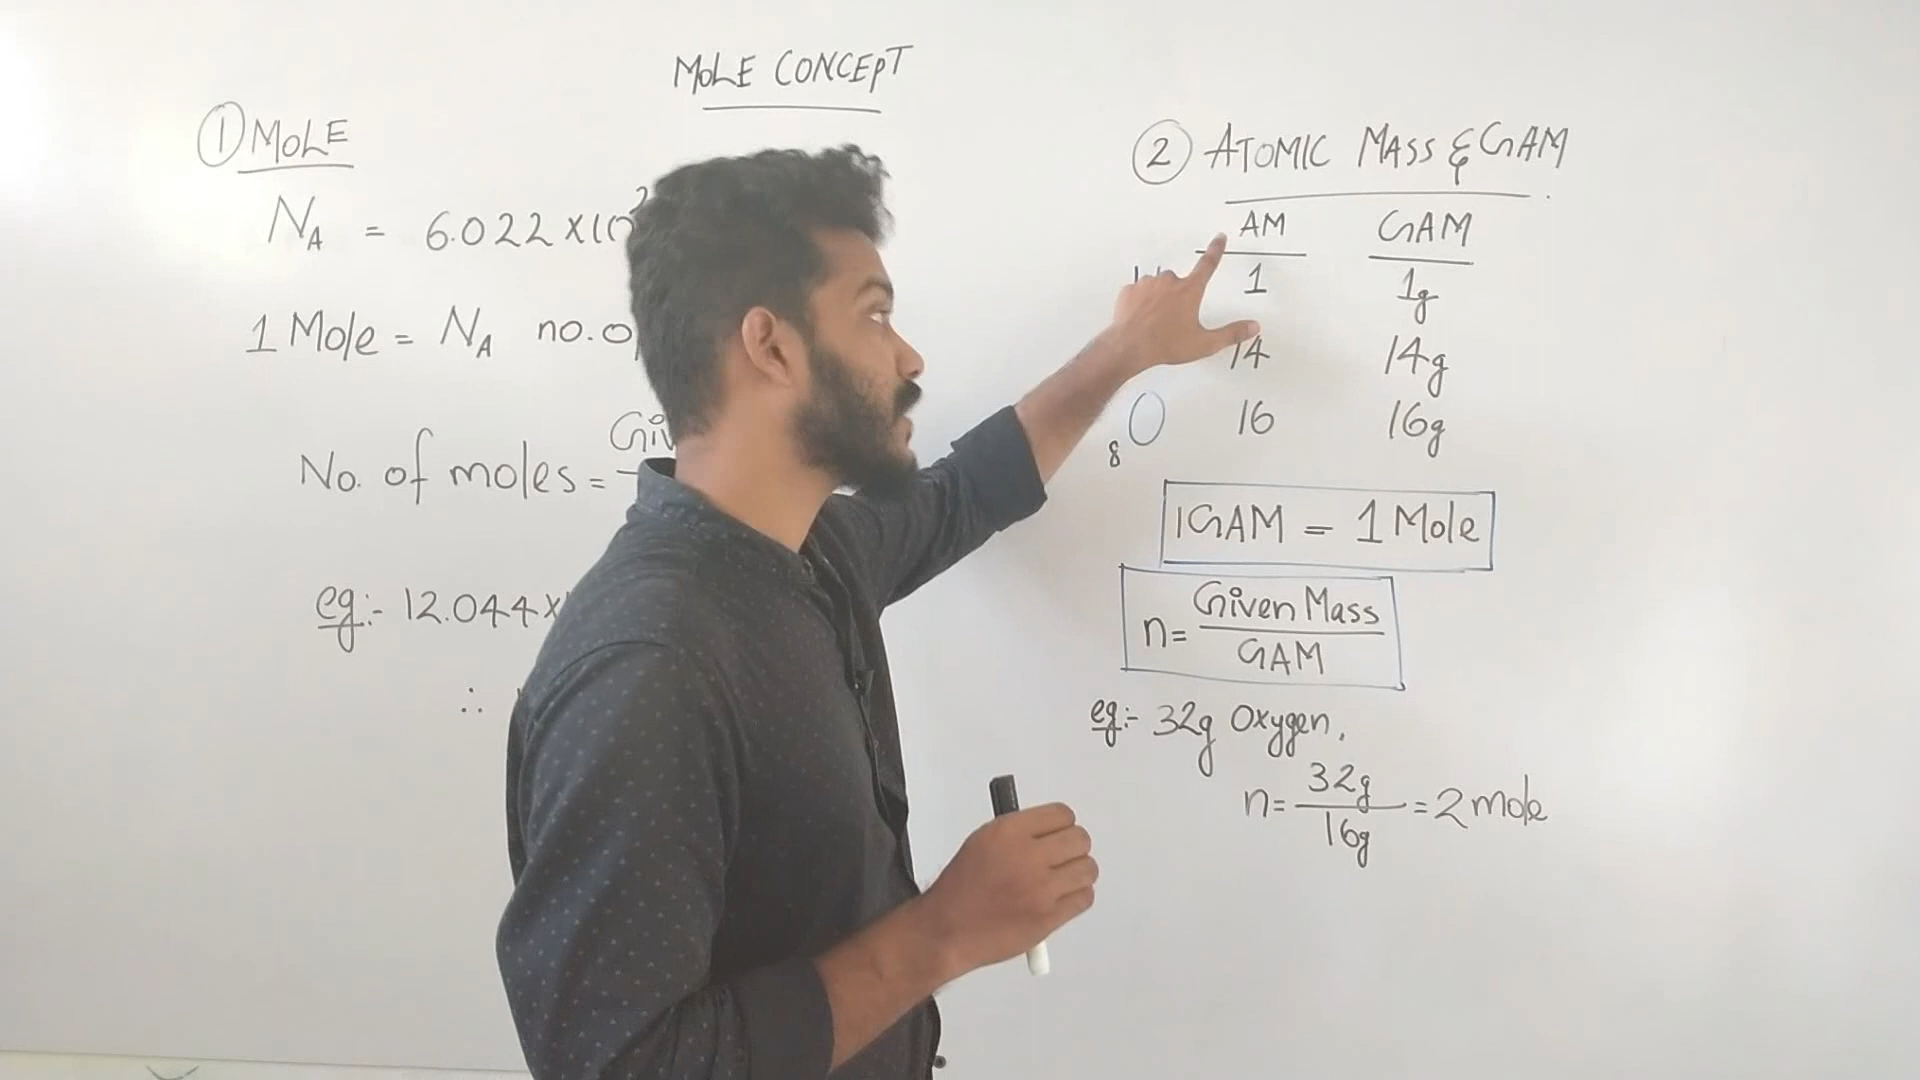 MOLE CONCEPT
① MOLE
N_A = 6.022 × 10
1 Mole = N_A no.
No. of moles =
eg:- 12.044 ×
∴
② ATOMIC MASS & GAM
AM GAM
1 1g
14 14g
₈O 16 16g
1GAM = 1 Mole
n = Given Mass
GAM
eg:- 32g Oxygen.
n = 32g = 2 mole
16g